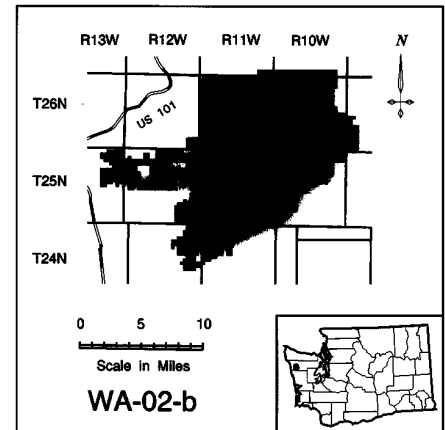 R13W R12W R11W R10W N
T26N
US 101
T25N
T24N
0 5 10
Scale in Miles
WA-02-b